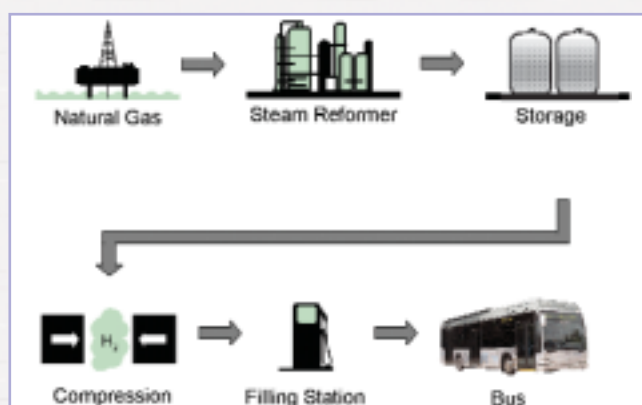 Natural Gas
Steam Reformer
Storage
H₂
Compression
Filling Station
Bus